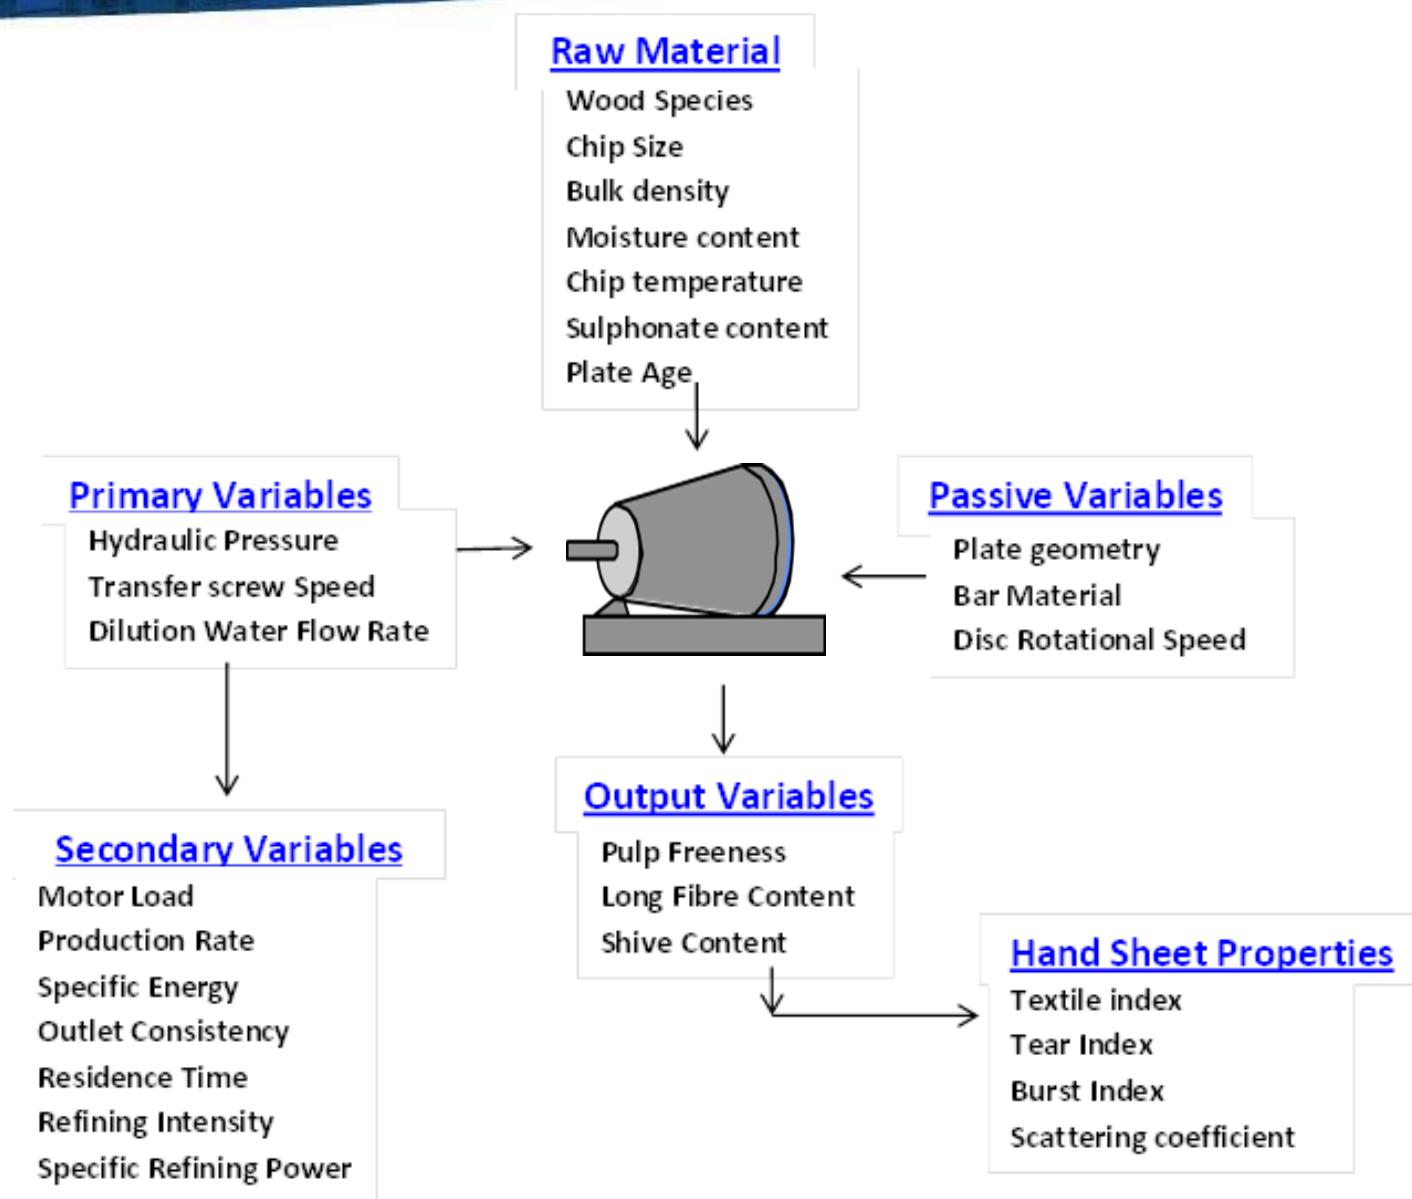 Raw Material
Wood Species
Chip Size
Bulk density
Moisture content
Chip temperature
Sulphonate content
Plate Age
Primary Variables
Hydraulic Pressure
Transfer screw Speed
Dilution Water Flow Rate
Passive Variables
Plate geometry
Bar Material
Disc Rotational Speed
Secondary Variables
Motor Load
Production Rate
Specific Energy
Outlet Consistency
Residence Time
Refining Intensity
Specific Refining Power
Output Variables
Pulp Freeness
Long Fibre Content
Shive Content
Hand Sheet Properties
Textile index
Tear Index
Burst Index
Scattering coefficient